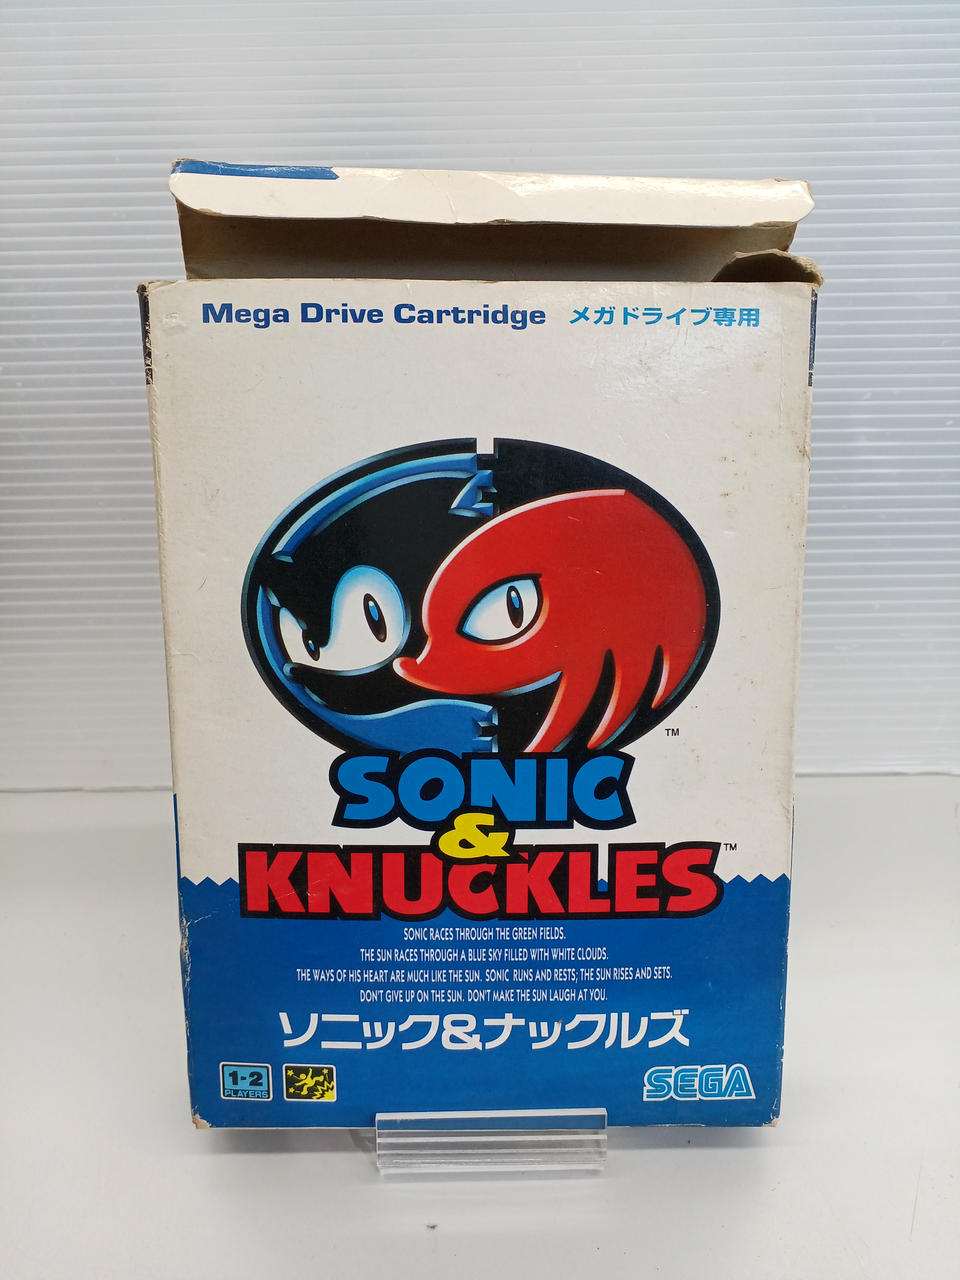 Mega Drive Cartridge メガドライブ専用
TM
SONIC
&
KNUCKLES TM
SONIC RACES THROUGH THE GREEN FIELDS.
THE SUN RACES THROUGH A BLUE SKY FILLED WITH WHITE CLOUDS.
THE WAYS OF HIS HEART ARE MUCH LIKE THE SUN. SONIC RUNS AND RESTS; THE SUN RISES AND SETS.
DON'T GIVE UP ON THE SUN. DON'T MAKE THE SUN LAUGH AT YOU.
ソニック&ナックルズ
1-2
PLAYERS
SEGA